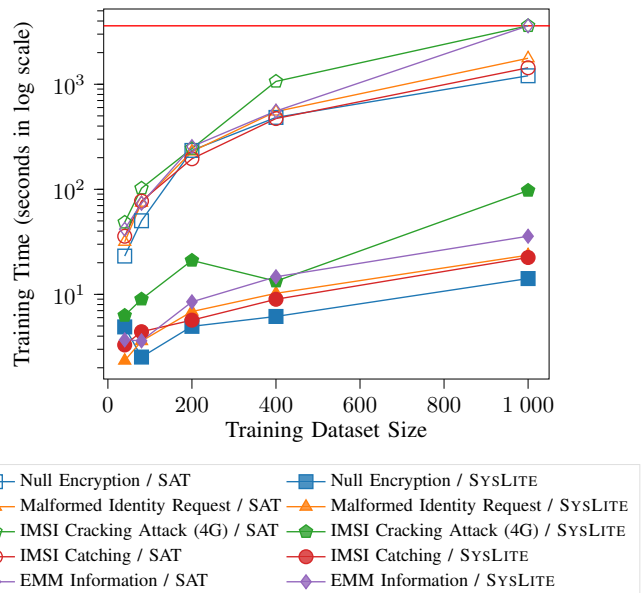 Training Time (seconds in log scale)
10^3
10^2
10^1
0 200 400 600 800 1 000
Training Dataset Size
Null Encryption / SAT Null Encryption / SYSLITE
Malformed Identity Request / SAT Malformed Identity Request / SYSLITE
IMSI Cracking Attack (4G) / SAT IMSI Cracking Attack (4G) / SYSLITE
IMSI Catching / SAT IMSI Catching / SYSLITE
EMM Information / SAT EMM Information / SYSLITE